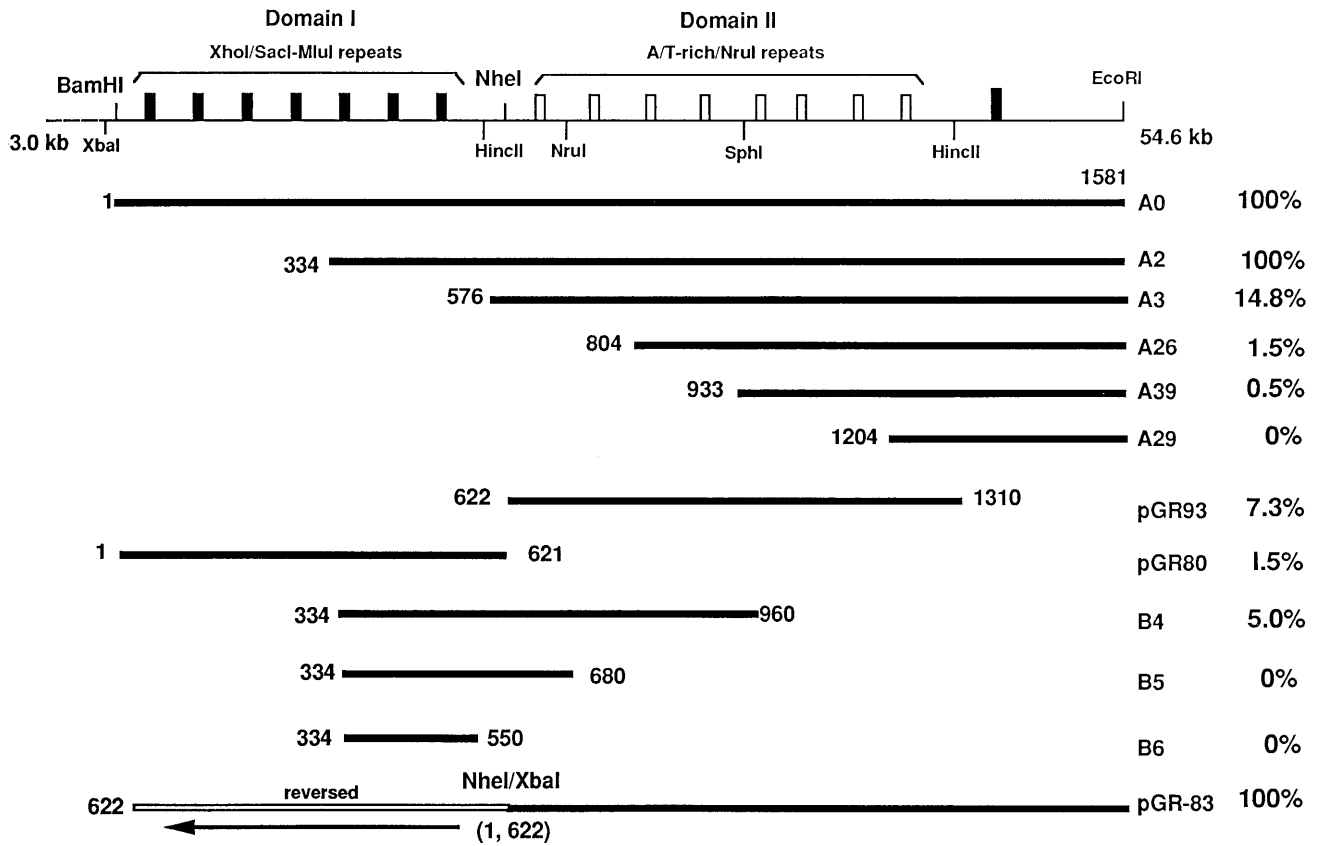 Domain I
Domain II
XhoI/SacI-MluI repeats
A/T-rich/NruI repeats
BamHI
NheI
EcoRI
3.0 kb
XbaI
HincII
NruI
SphI
HincII
54.6 kb
1581
1
A0
100%
334
A2
100%
576
A3
14.8%
804
A26
1.5%
933
A39
0.5%
1204
A29
0%
622
1310
pGR93
7.3%
1
621
pGR80
I.5%
334
960
B4
5.0%
334
680
B5
0%
334
550
B6
0%
NheI/XbaI
622
reversed
pGR-83
100%
(1, 622)